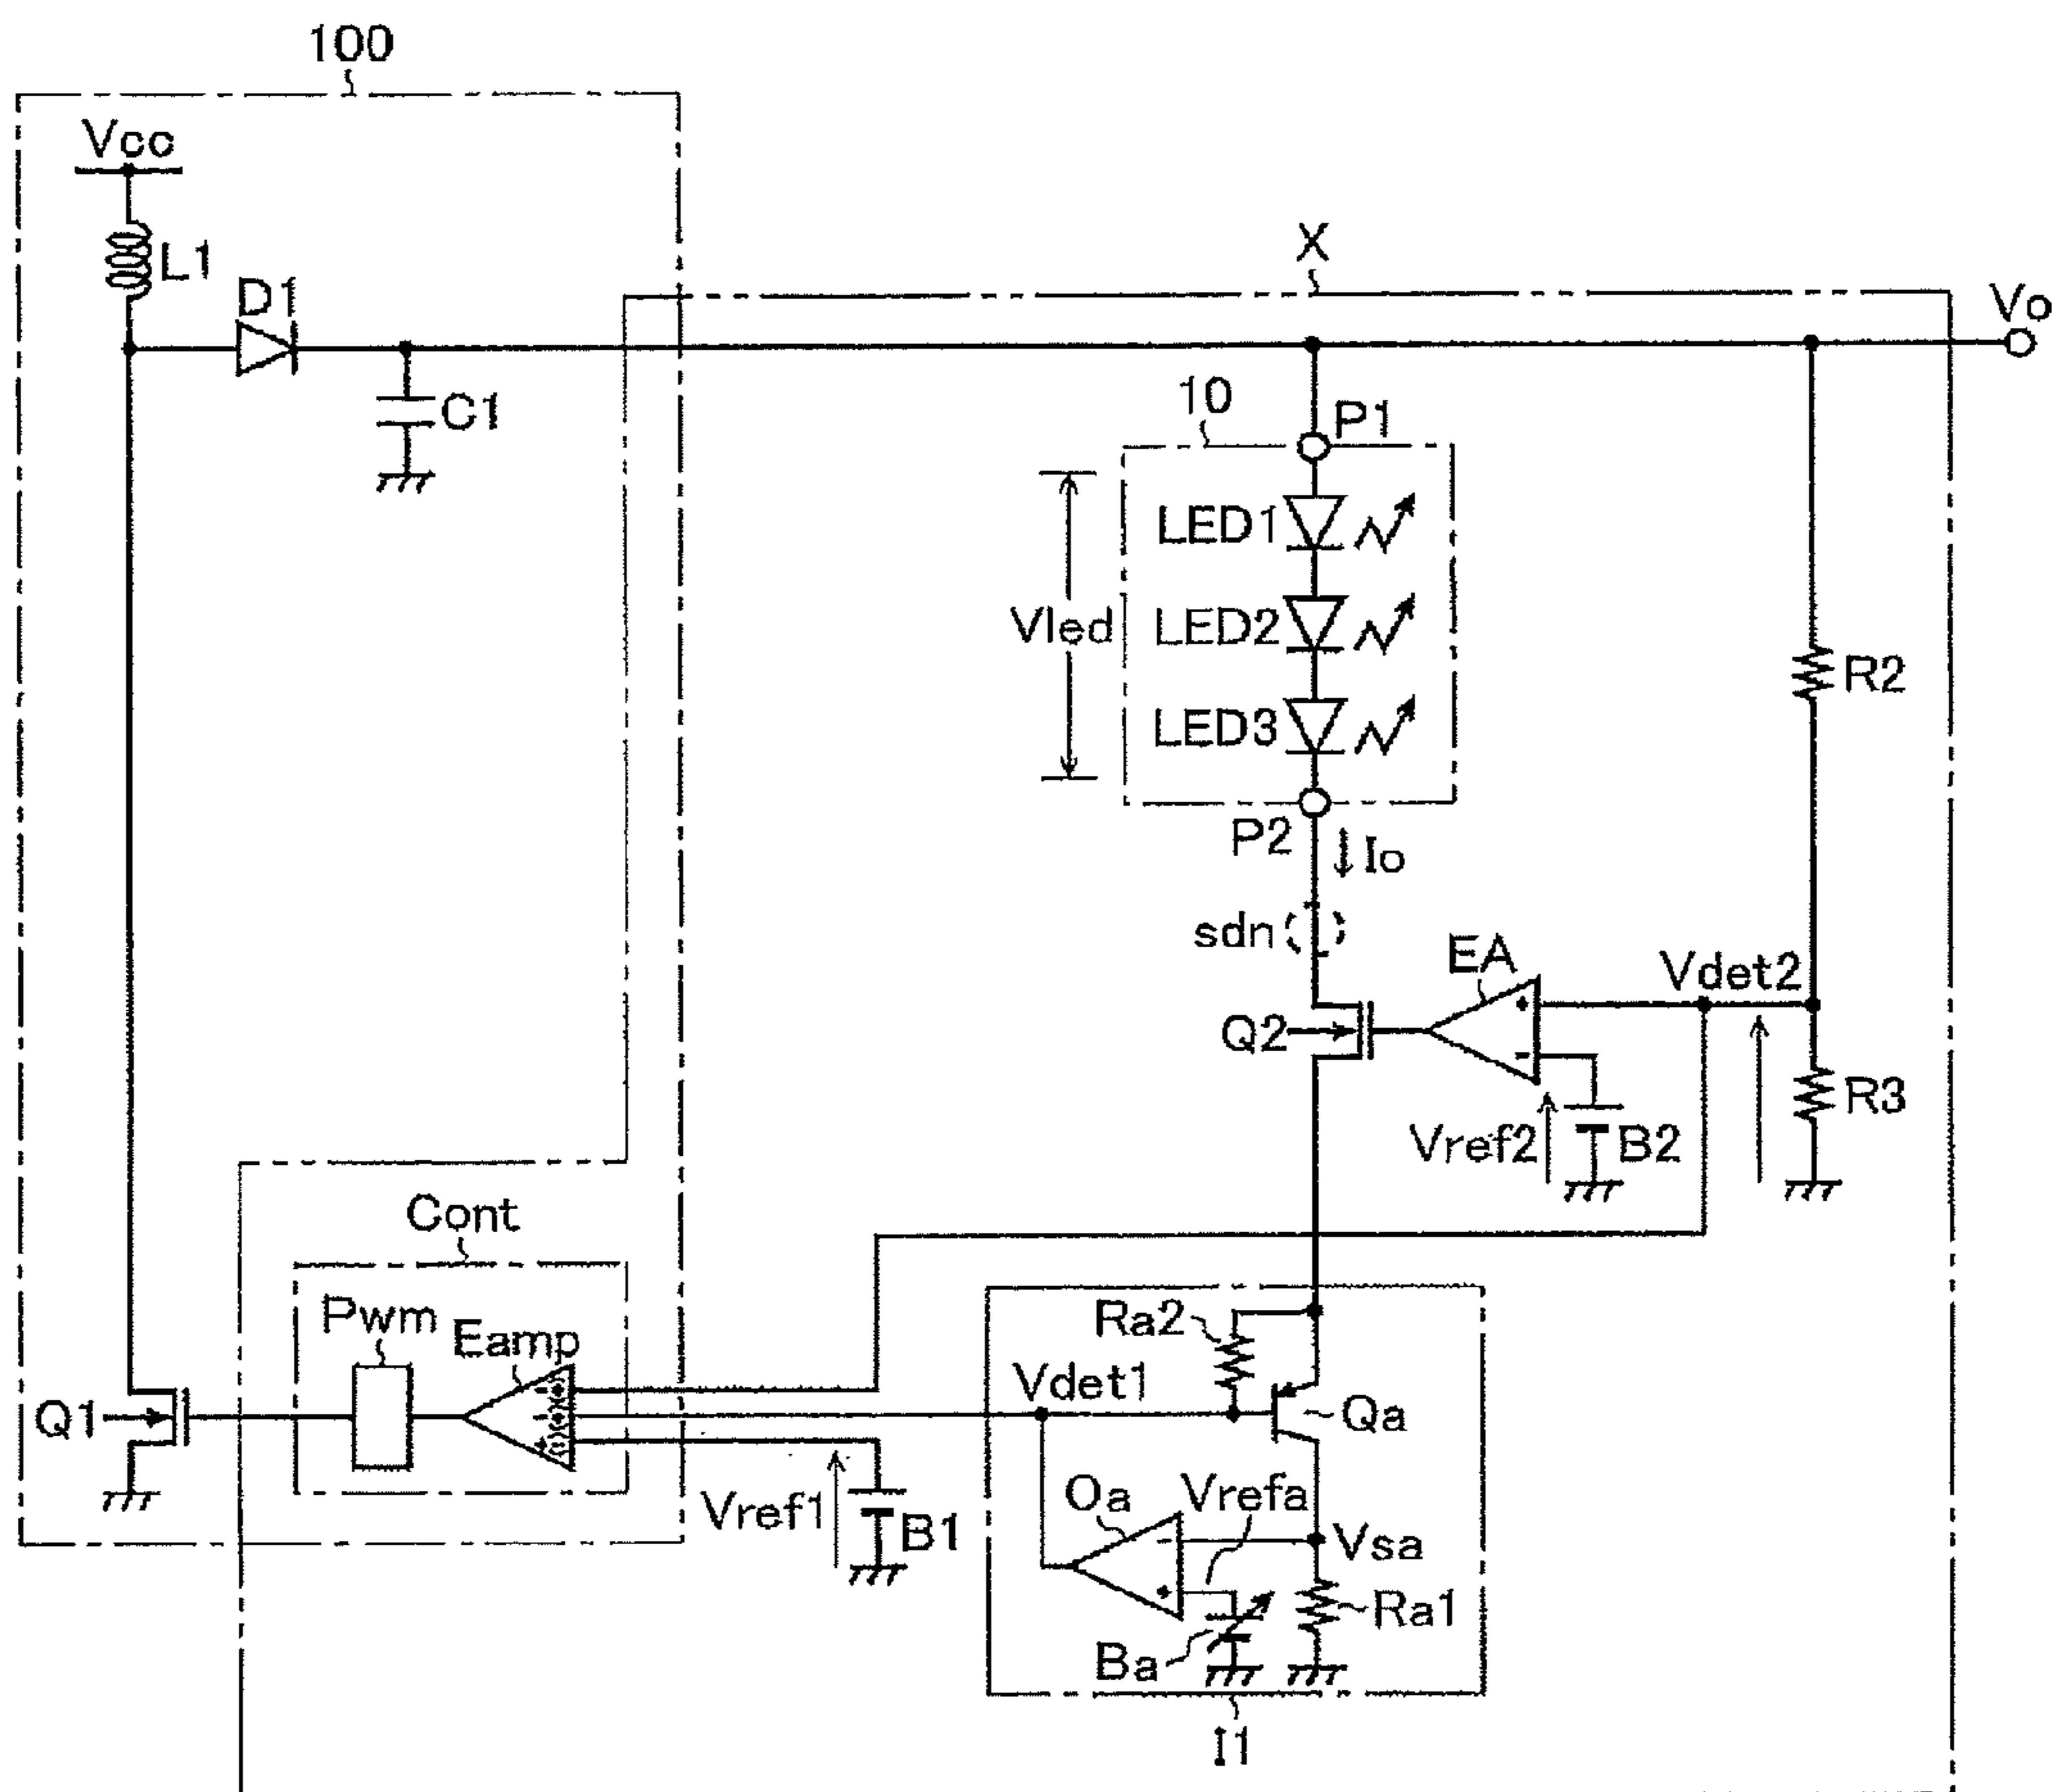 100
Vcc
L1
D1
X
Vo
C1
10
P1
LED1
Vled
LED2
R2
LED3
P2
Io
sdn
EA
Vdet2
+
Q2
-
R3
Vref2
B2
Cont
Pwm
Eamp
Ra2
Vdet1
Q1
Qa
Vref1
B1
Oa
Vrefa
-
Vsa
+
Ra1
Ba
I1